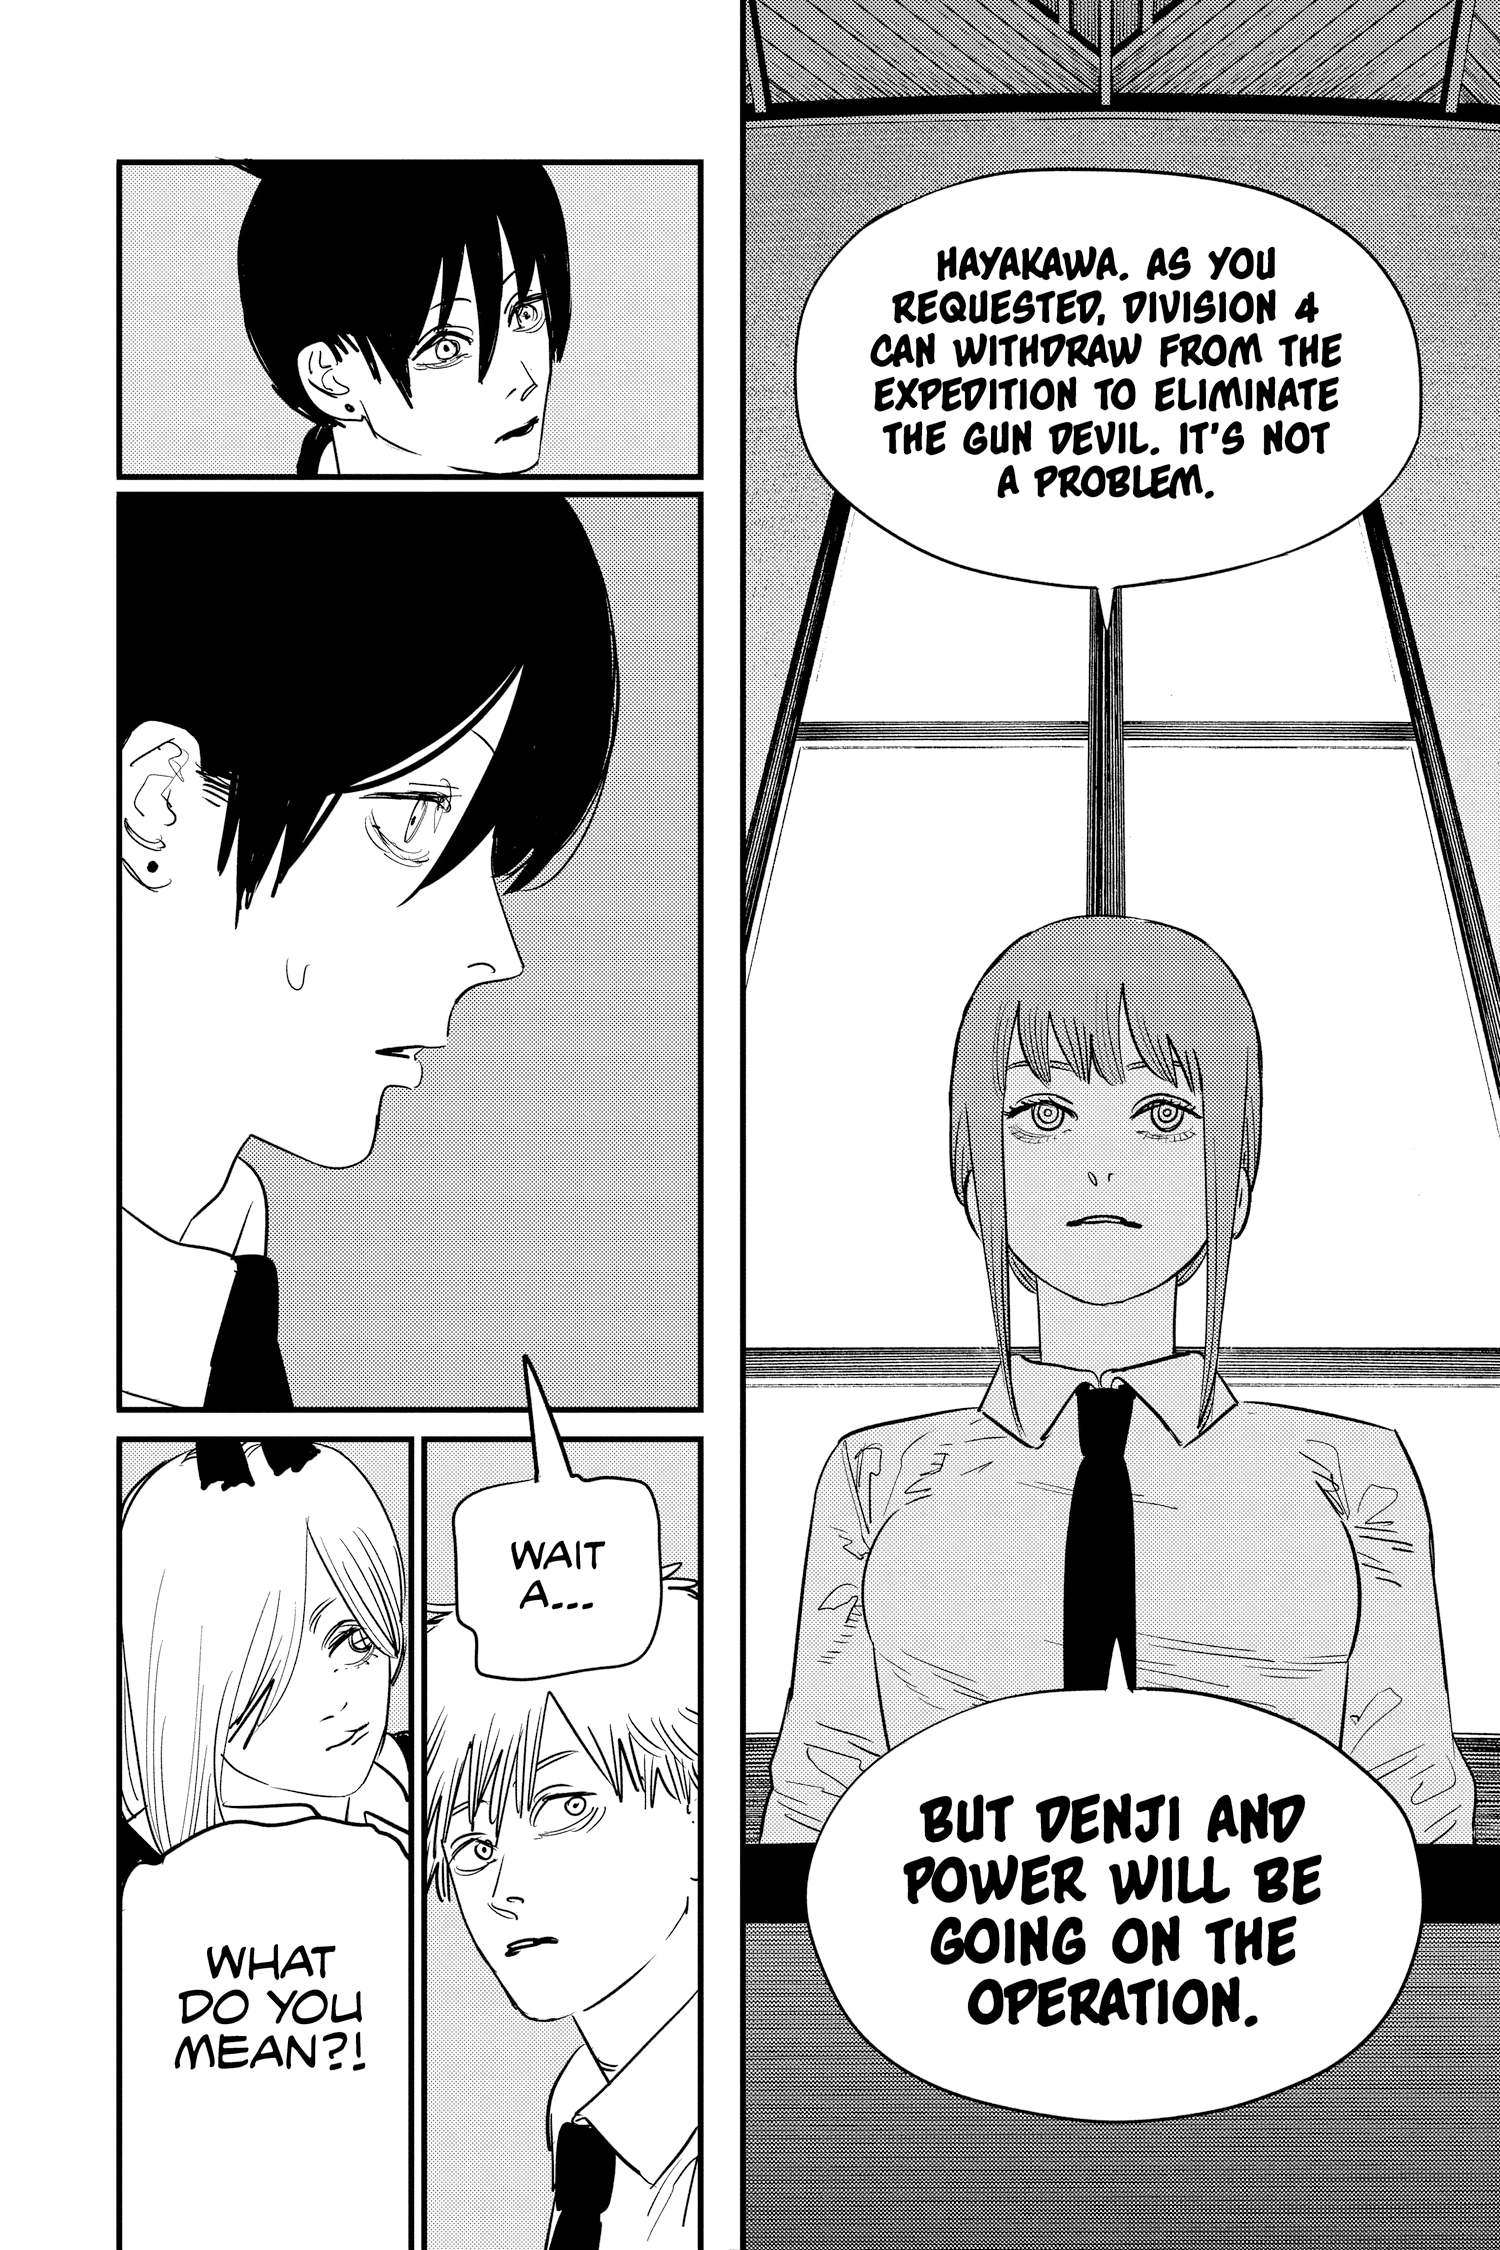 HAYAKAWA. AS YOU
REQUESTED, DIVISION 4
CAN WITHDRAW FROM THE
EXPEDITION TO ELIMINATE
THE GUN DEVIL. IT'S NOT
A PROBLEM.
BUT DENJI AND
POWER WILL BE
GOING ON THE
OPERATION.
WAIT
A...
WHAT
DO YOU
MEAN?!